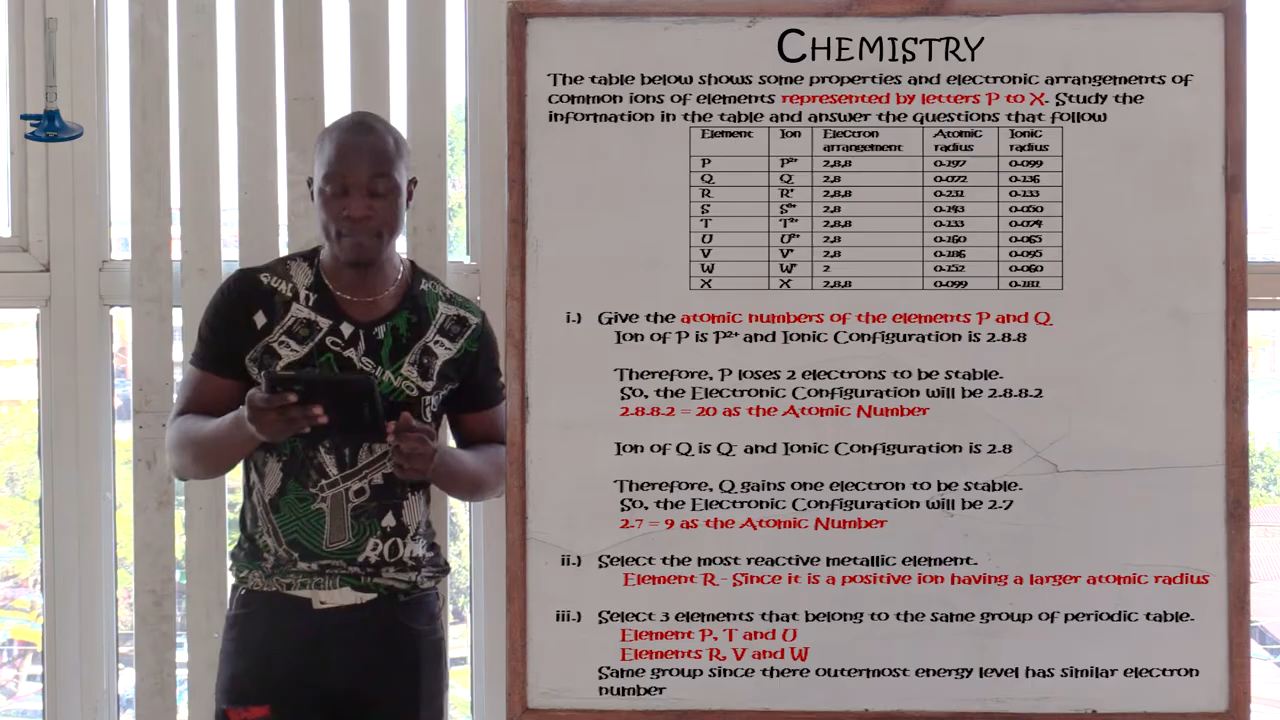 CHEMISTRY
The table below shows some properties and electronic arrangements of
common ions of elements represented by letters P to X. Study the
information in the table and answer the questions that follow
Element Ion Electron arrangement Atomic radius Ionic radius
P P²⁺ 2,8,8 0.197 0.099
Q Q⁻ 2,8 0.072 0.136
R R⁺ 2,8,8 0.231 0.133
S S³⁺ 2,8 0.143 0.050
T T²⁺ 2,8,8 0.133 0.074
U U²⁺ 2,8 0.160 0.065
V V⁺ 2,8 0.186 0.095
W W⁺ 2 0.152 0.060
X X⁻ 2,8,8 0.099 0.181
i.) Give the atomic numbers of the elements P and Q
Ion of P is P²⁺ and Ionic Configuration is 2.8.8
Therefore, P loses 2 electrons to be stable.
So, the Electronic Configuration will be 2.8.8.2
2.8.8.2 = 20 as the Atomic Number
Ion of Q is Q⁻ and Ionic Configuration is 2.8
Therefore, Q gains one electron to be stable.
So, the Electronic Configuration will be 2.7
2.7 = 9 as the Atomic Number
ii.) Select the most reactive metallic element.
Element R - Since it is a positive ion having a larger atomic radius
iii.) Select 3 elements that belong to the same group of periodic table.
Element P, T and U
Elements R, V and W
Same group since there outermost energy level has similar electron
number
QUALITY
CASINO